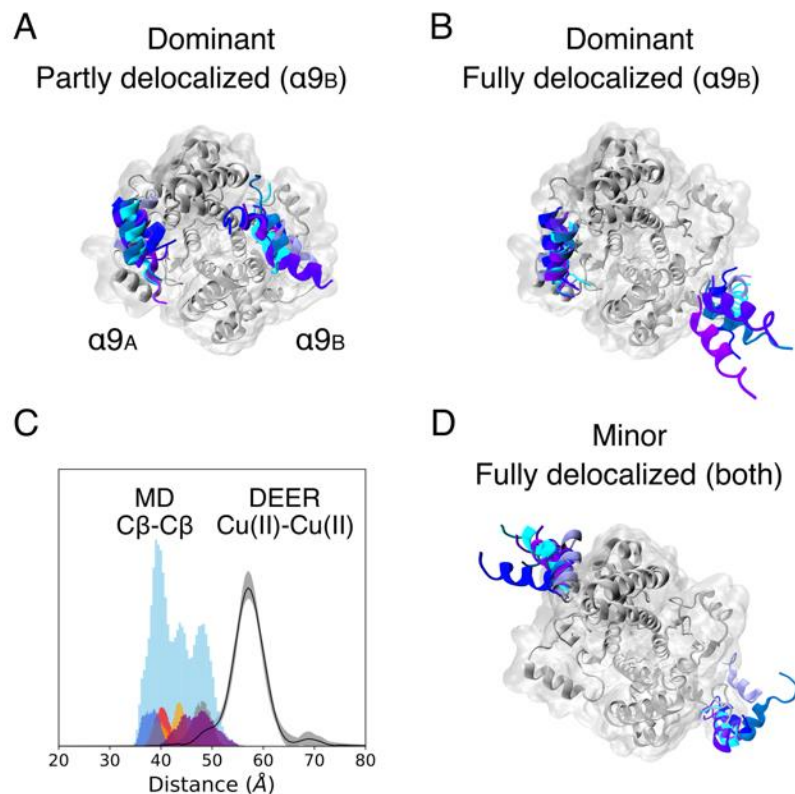 A
Dominant
Partly delocalized (α9B)
α9A
α9B
B
Dominant
Fully delocalized (α9B)
C
MD
Cβ-Cβ
DEER
Cu(II)-Cu(II)
20 30 40 50 60 70 80
Distance (Å)
D
Minor
Fully delocalized (both)